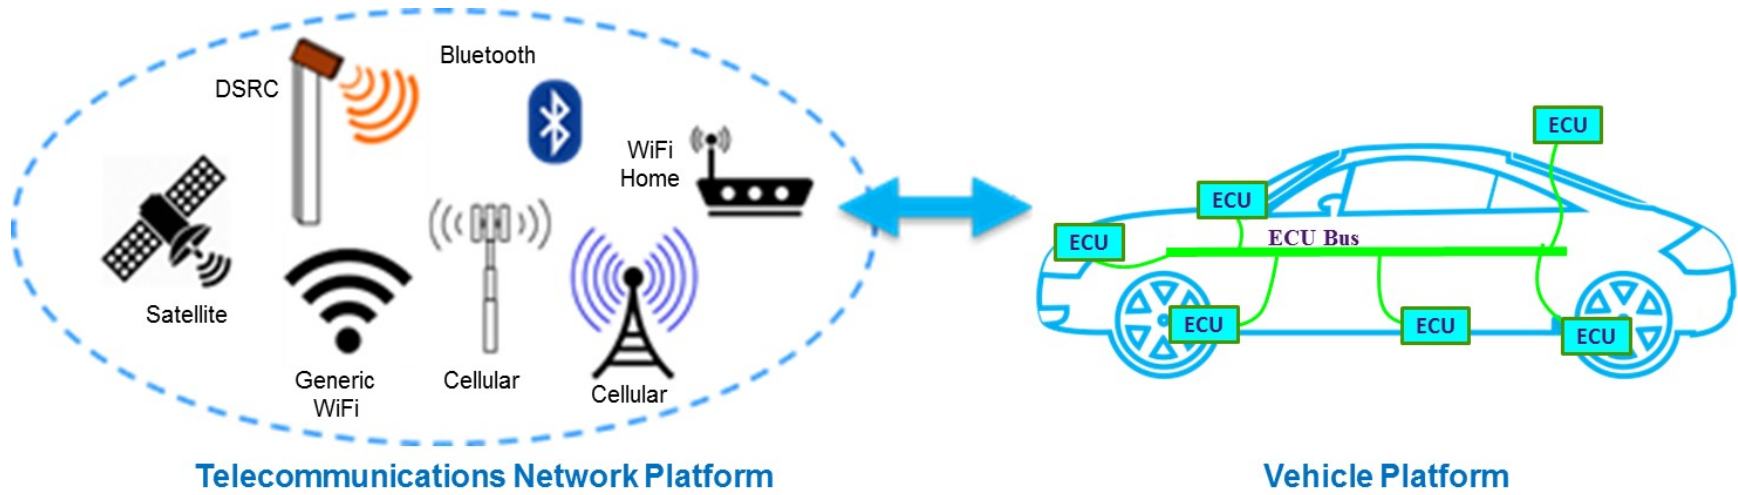 Bluetooth
DSRC
WiFi
Home
Satellite
Generic
WiFi
Cellular
Cellular
Telecommunications Network Platform
ECU
ECU
ECU
ECU Bus
ECU
ECU
ECU
Vehicle Platform